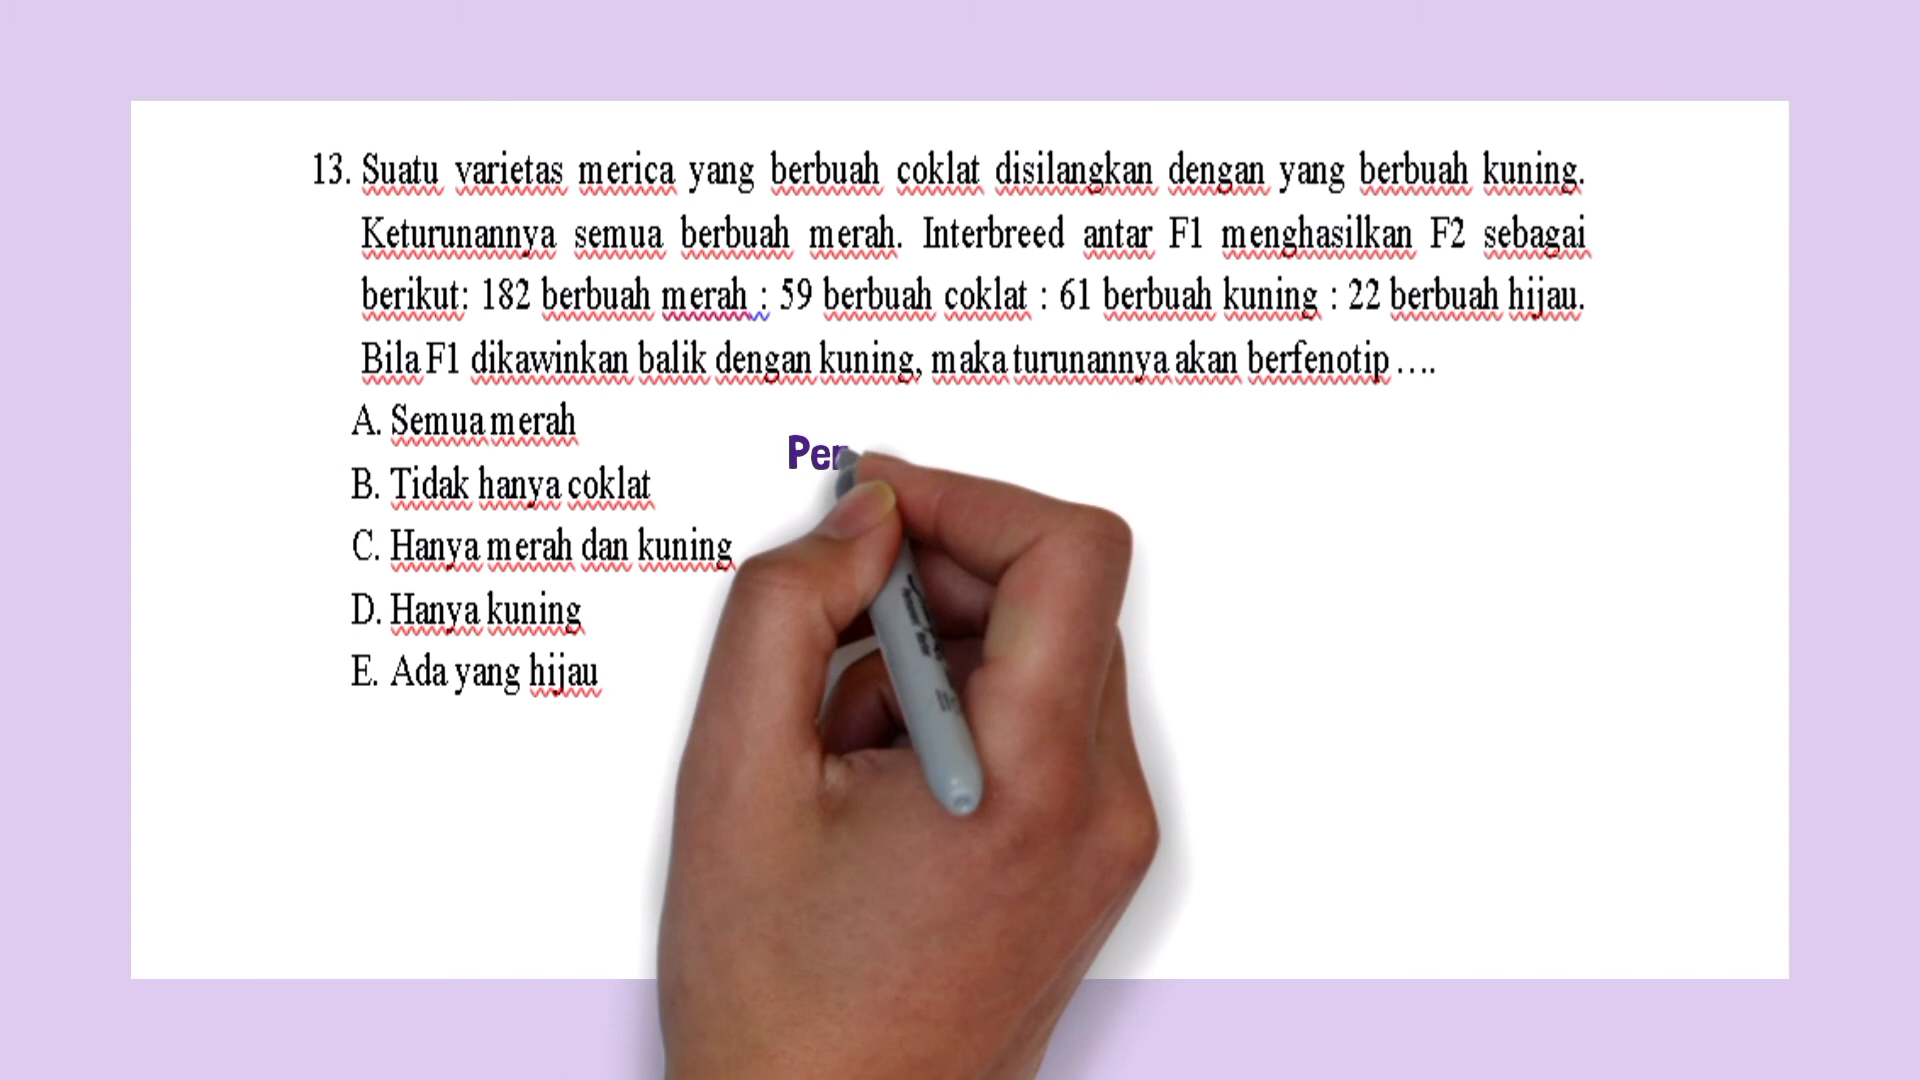 13. Suatu varietas merica yang berbuah coklat disilangkan dengan yang berbuah kuning.
Keturunannya semua berbuah merah. Interbreed antar F1 menghasilkan F2 sebagai
berikut: 182 berbuah merah : 59 berbuah coklat : 61 berbuah kuning : 22 berbuah hijau.
Bila F1 dikawinkan balik dengan kuning, maka turunannya akan berfenotip ....
A. Semua merah
Per
B. Tidak hanya coklat
C. Hanya merah dan kuning
D. Hanya kuning
E. Ada yang hijau